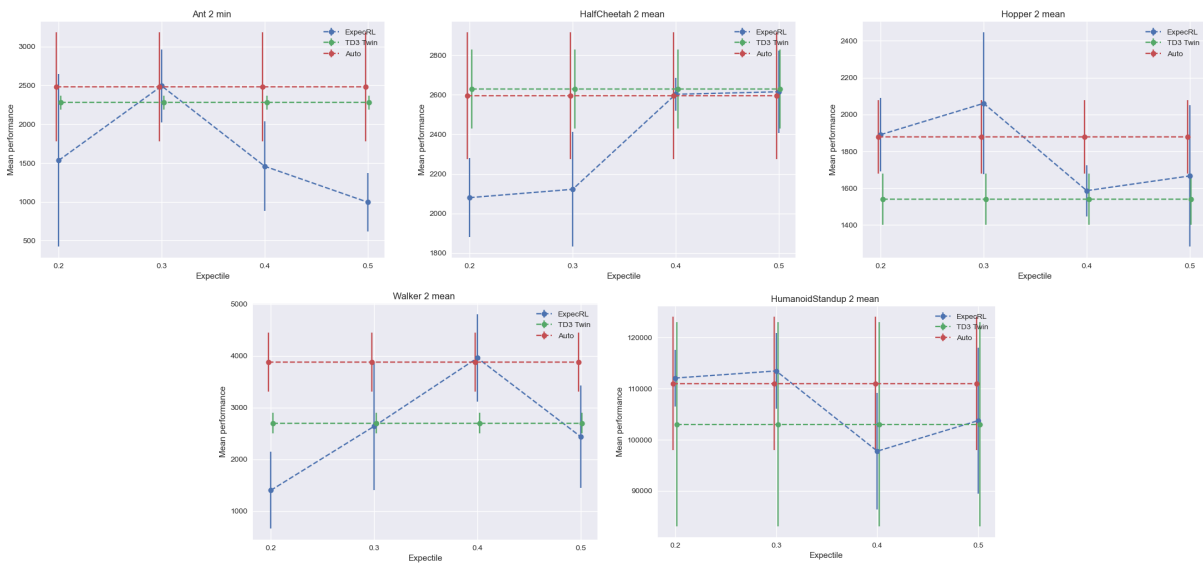 Ant 2 min
ExpecRL
TD3 Twin
Auto
3000
2500
2000
1500
1000
500
Mean performance
0.2 0.3 0.4 0.5
Expectile
HalfCheetah 2 mean
ExpecRL
TD3 Twin
Auto
2800
2600
2400
2200
2000
1800
Mean performance
0.2 0.3 0.4 0.5
Expectile
Hopper 2 mean
ExpecRL
TD3 Twin
Auto
2400
2200
2000
1800
1600
1400
Mean performance
0.2 0.3 0.4 0.5
Expectile
Walker 2 mean
ExpecRL
TD3 Twin
Auto
5000
4000
3000
2000
1000
Mean performance
0.2 0.3 0.4 0.5
Expectile
HumanoidStandup 2 mean
ExpecRL
TD3 Twin
Auto
120000
110000
100000
90000
Mean performance
0.2 0.3 0.4 0.5
Expectile